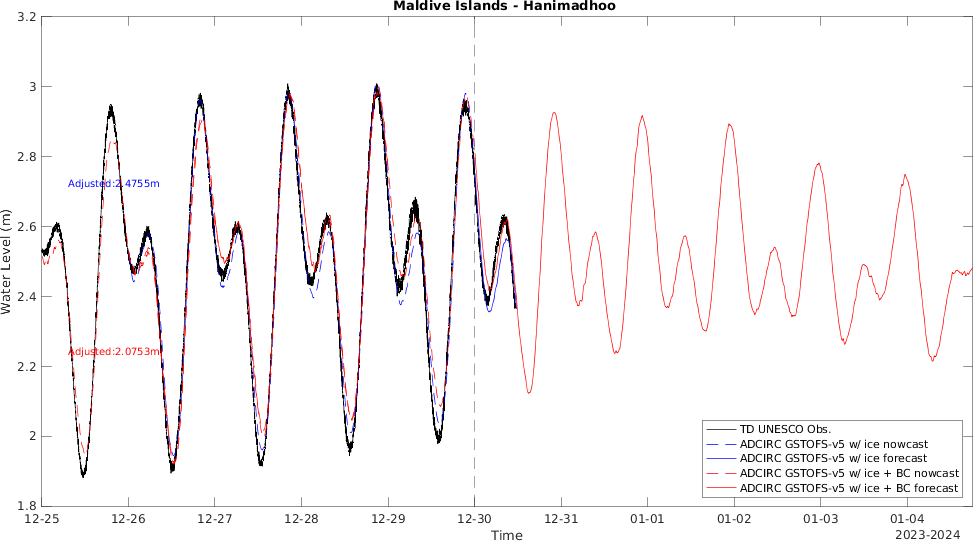 Maldive Islands - Hanimadhoo
Water Level (m)
3.2
3
2.8
2.6
2.4
2.2
2
1.8
Adjusted:2.4755m
Adjusted:2.0753m
TD UNESCO Obs.
ADCIRC GSTOFS-v5 w/ ice nowcast
ADCIRC GSTOFS-v5 w/ ice forecast
ADCIRC GSTOFS-v5 w/ ice + BC nowcast
ADCIRC GSTOFS-v5 w/ ice + BC forecast
12-25 12-26 12-27 12-28 12-29 12-30 12-31 01-01 01-02 01-03 01-04
Time
2023-2024